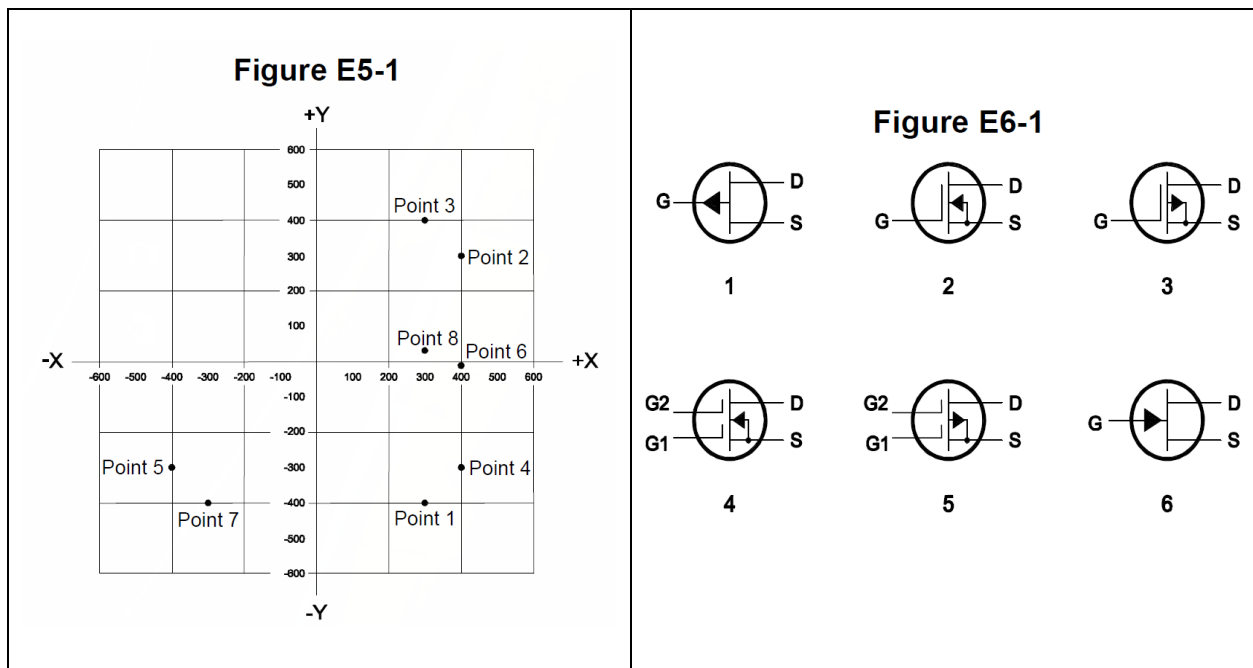 Figure E5-1
+Y
600
500
Point 3
400
300
Point 2
200
100
Point 8
Point 6
-X
+X
-600 -500 -400 -300 -200 -100 100 200 300 400 500 600
-100
-200
Point 5
-300
Point 4
-400
Point 7
Point 1
-500
-600
-Y
Figure E6-1
G D S
1
G D S
2
G D S
3
G2 G1 D S
4
G2 G1 D S
5
G D S
6